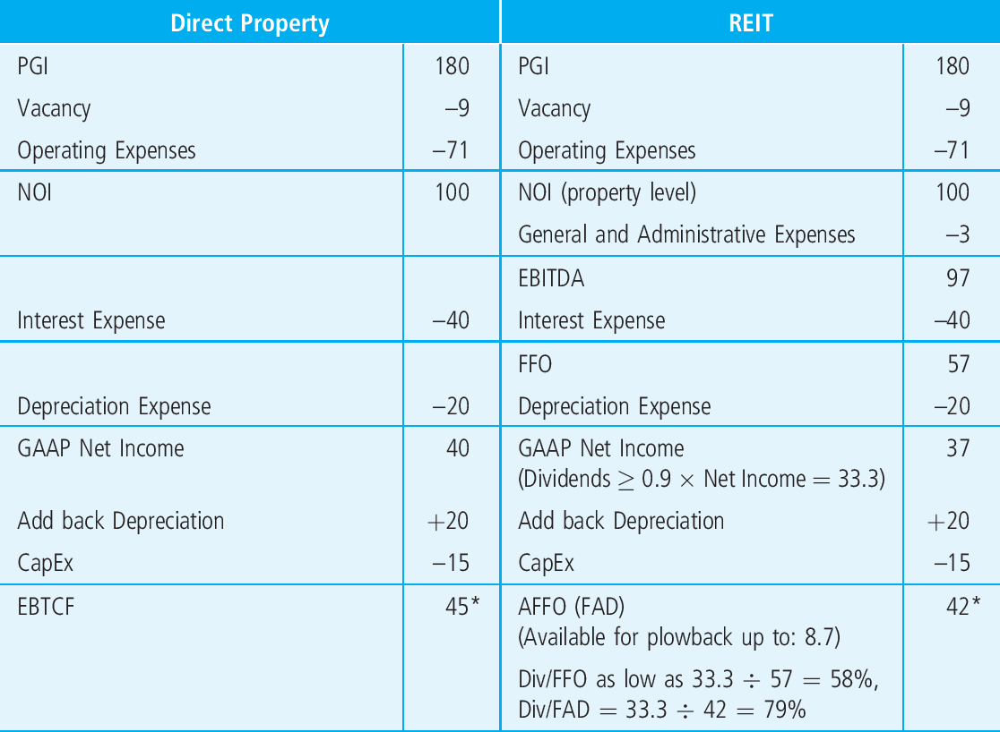 Direct Property REIT
PGI 180 PGI 180
Vacancy –9 Vacancy –9
Operating Expenses –71 Operating Expenses –71
NOI 100 NOI (property level) 100
General and Administrative Expenses –3
EBITDA 97
Interest Expense –40 Interest Expense –40
FFO 57
Depreciation Expense –20 Depreciation Expense –20
GAAP Net Income 40 GAAP Net Income 37
(Dividends ≥ 0.9 × Net Income = 33.3)
Add back Depreciation +20 Add back Depreciation +20
CapEx –15 CapEx –15
EBTCF 45* AFFO (FAD) 42*
(Available for plowback up to: 8.7)
Div/FFO as low as 33.3 ÷ 57 = 58%,
Div/FAD = 33.3 ÷ 42 = 79%